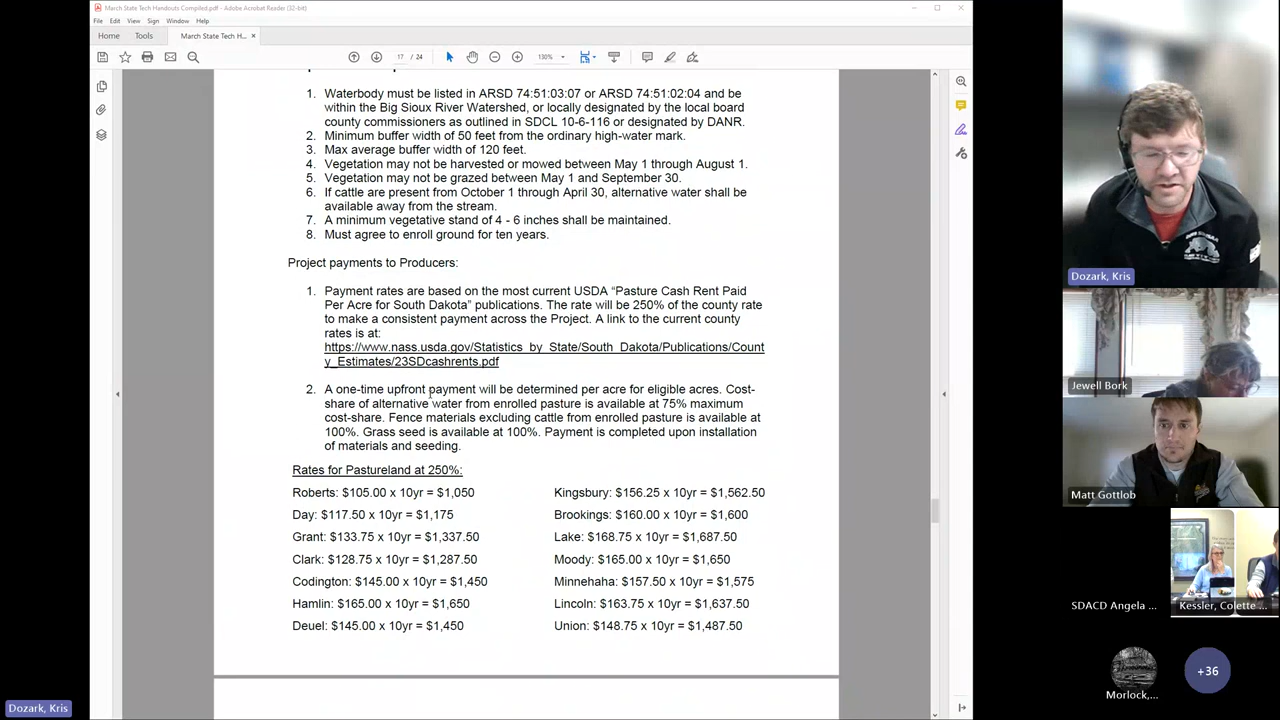 March State Tech Handouts Compiled.pdf - Adobe Acrobat Reader (32-bit)
File Edit View Sign Window Help
Home Tools March State Tech H... ×
17 / 24 130%
1. Waterbody must be listed in ARSD 74:51:03:07 or ARSD 74:51:02:04 and be
within the Big Sioux River Watershed, or locally designated by the local board
county commissioners as outlined in SDCL 10-6-116 or designated by DANR.
2. Minimum buffer width of 50 feet from the ordinary high-water mark.
3. Max average buffer width of 120 feet.
4. Vegetation may not be harvested or mowed between May 1 through August 1.
5. Vegetation may not be grazed between May 1 and September 30.
6. If cattle are present from October 1 through April 30, alternative water shall be
available away from the stream.
7. A minimum vegetative stand of 4 - 6 inches shall be maintained.
8. Must agree to enroll ground for ten years.
Project payments to Producers:
1. Payment rates based on the most current USDA “Pasture Cash Rent Paid
Per Acre for South Dakota” publications. The rate will be 250% of the county rate
to make a consistent payment across the Project. A link to the current county
rates is at:
https://www.nass.usda.gov/Statistics_by_State/South_Dakota/Publications/Count
y_Estimates/23SDcashrents.pdf
2. A one-time upfront payment will be determined per acre for eligible acres. Cost-
share of alternative water from enrolled pasture is available at 75% maximum
cost-share. Fence materials excluding cattle from enrolled pasture is available at
100%. Grass seed is available at 100%. Payment is completed upon installation
of materials and seeding.
Rates for Pastureland at 250%:
Roberts: $105.00 x 10yr = $1,050
Day: $117.50 x 10yr = $1,175
Grant: $133.75 x 10yr = $1,337.50
Clark: $128.75 x 10yr = $1,287.50
Codington: $145.00 x 10yr = $1,450
Hamlin: $165.00 x 10yr = $1,650
Deuel: $145.00 x 10yr = $1,450
Kingsbury: $156.25 x 10yr = $1,562.50
Brookings: $160.00 x 10yr = $1,600
Lake: $168.75 x 10yr = $1,687.50
Moody: $165.00 x 10yr = $1,650
Minnehaha: $157.50 x 10yr = $1,575
Lincoln: $163.75 x 10yr = $1,637.50
Union: $148.75 x 10yr = $1,487.50
Dozark, Kris
Jewell Bork
Matt Gottlob
SDACD Angela ...
Kessler, Colette ...
Morlock,...
+36
Dozark, Kris